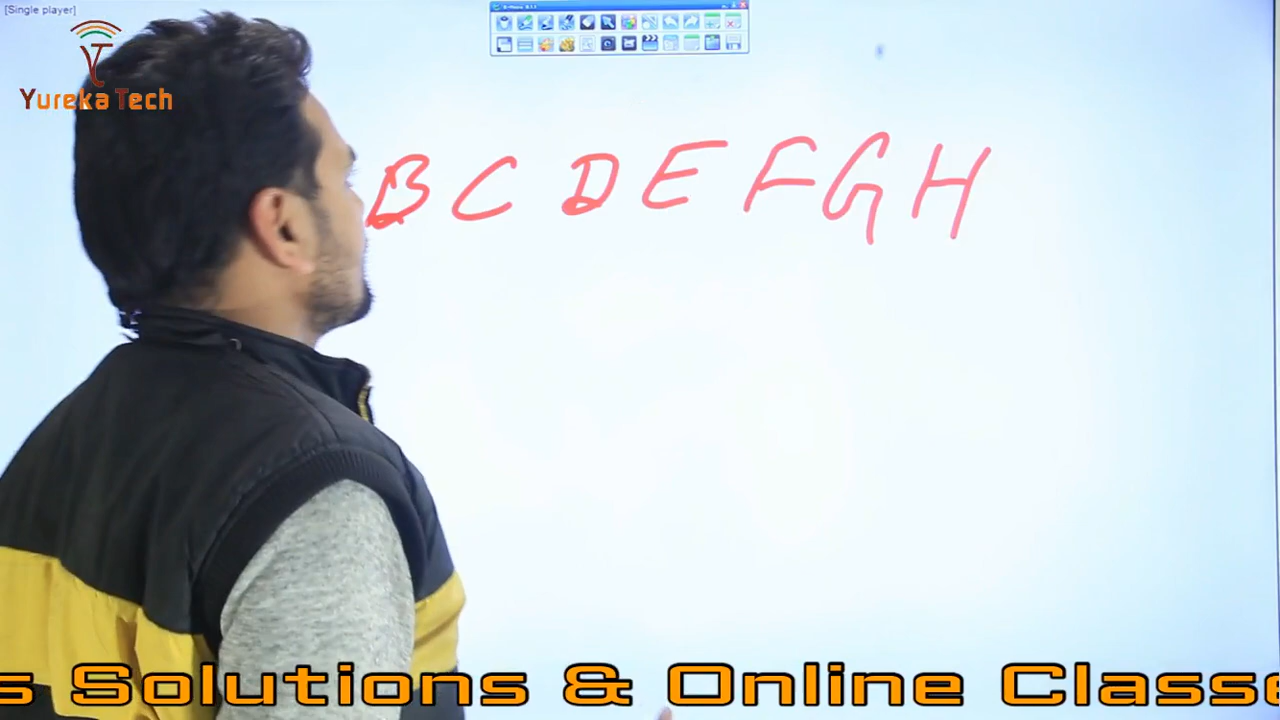 [Single player]
Yureka Tech
B C D E F G H
s Solutions & Online Classe